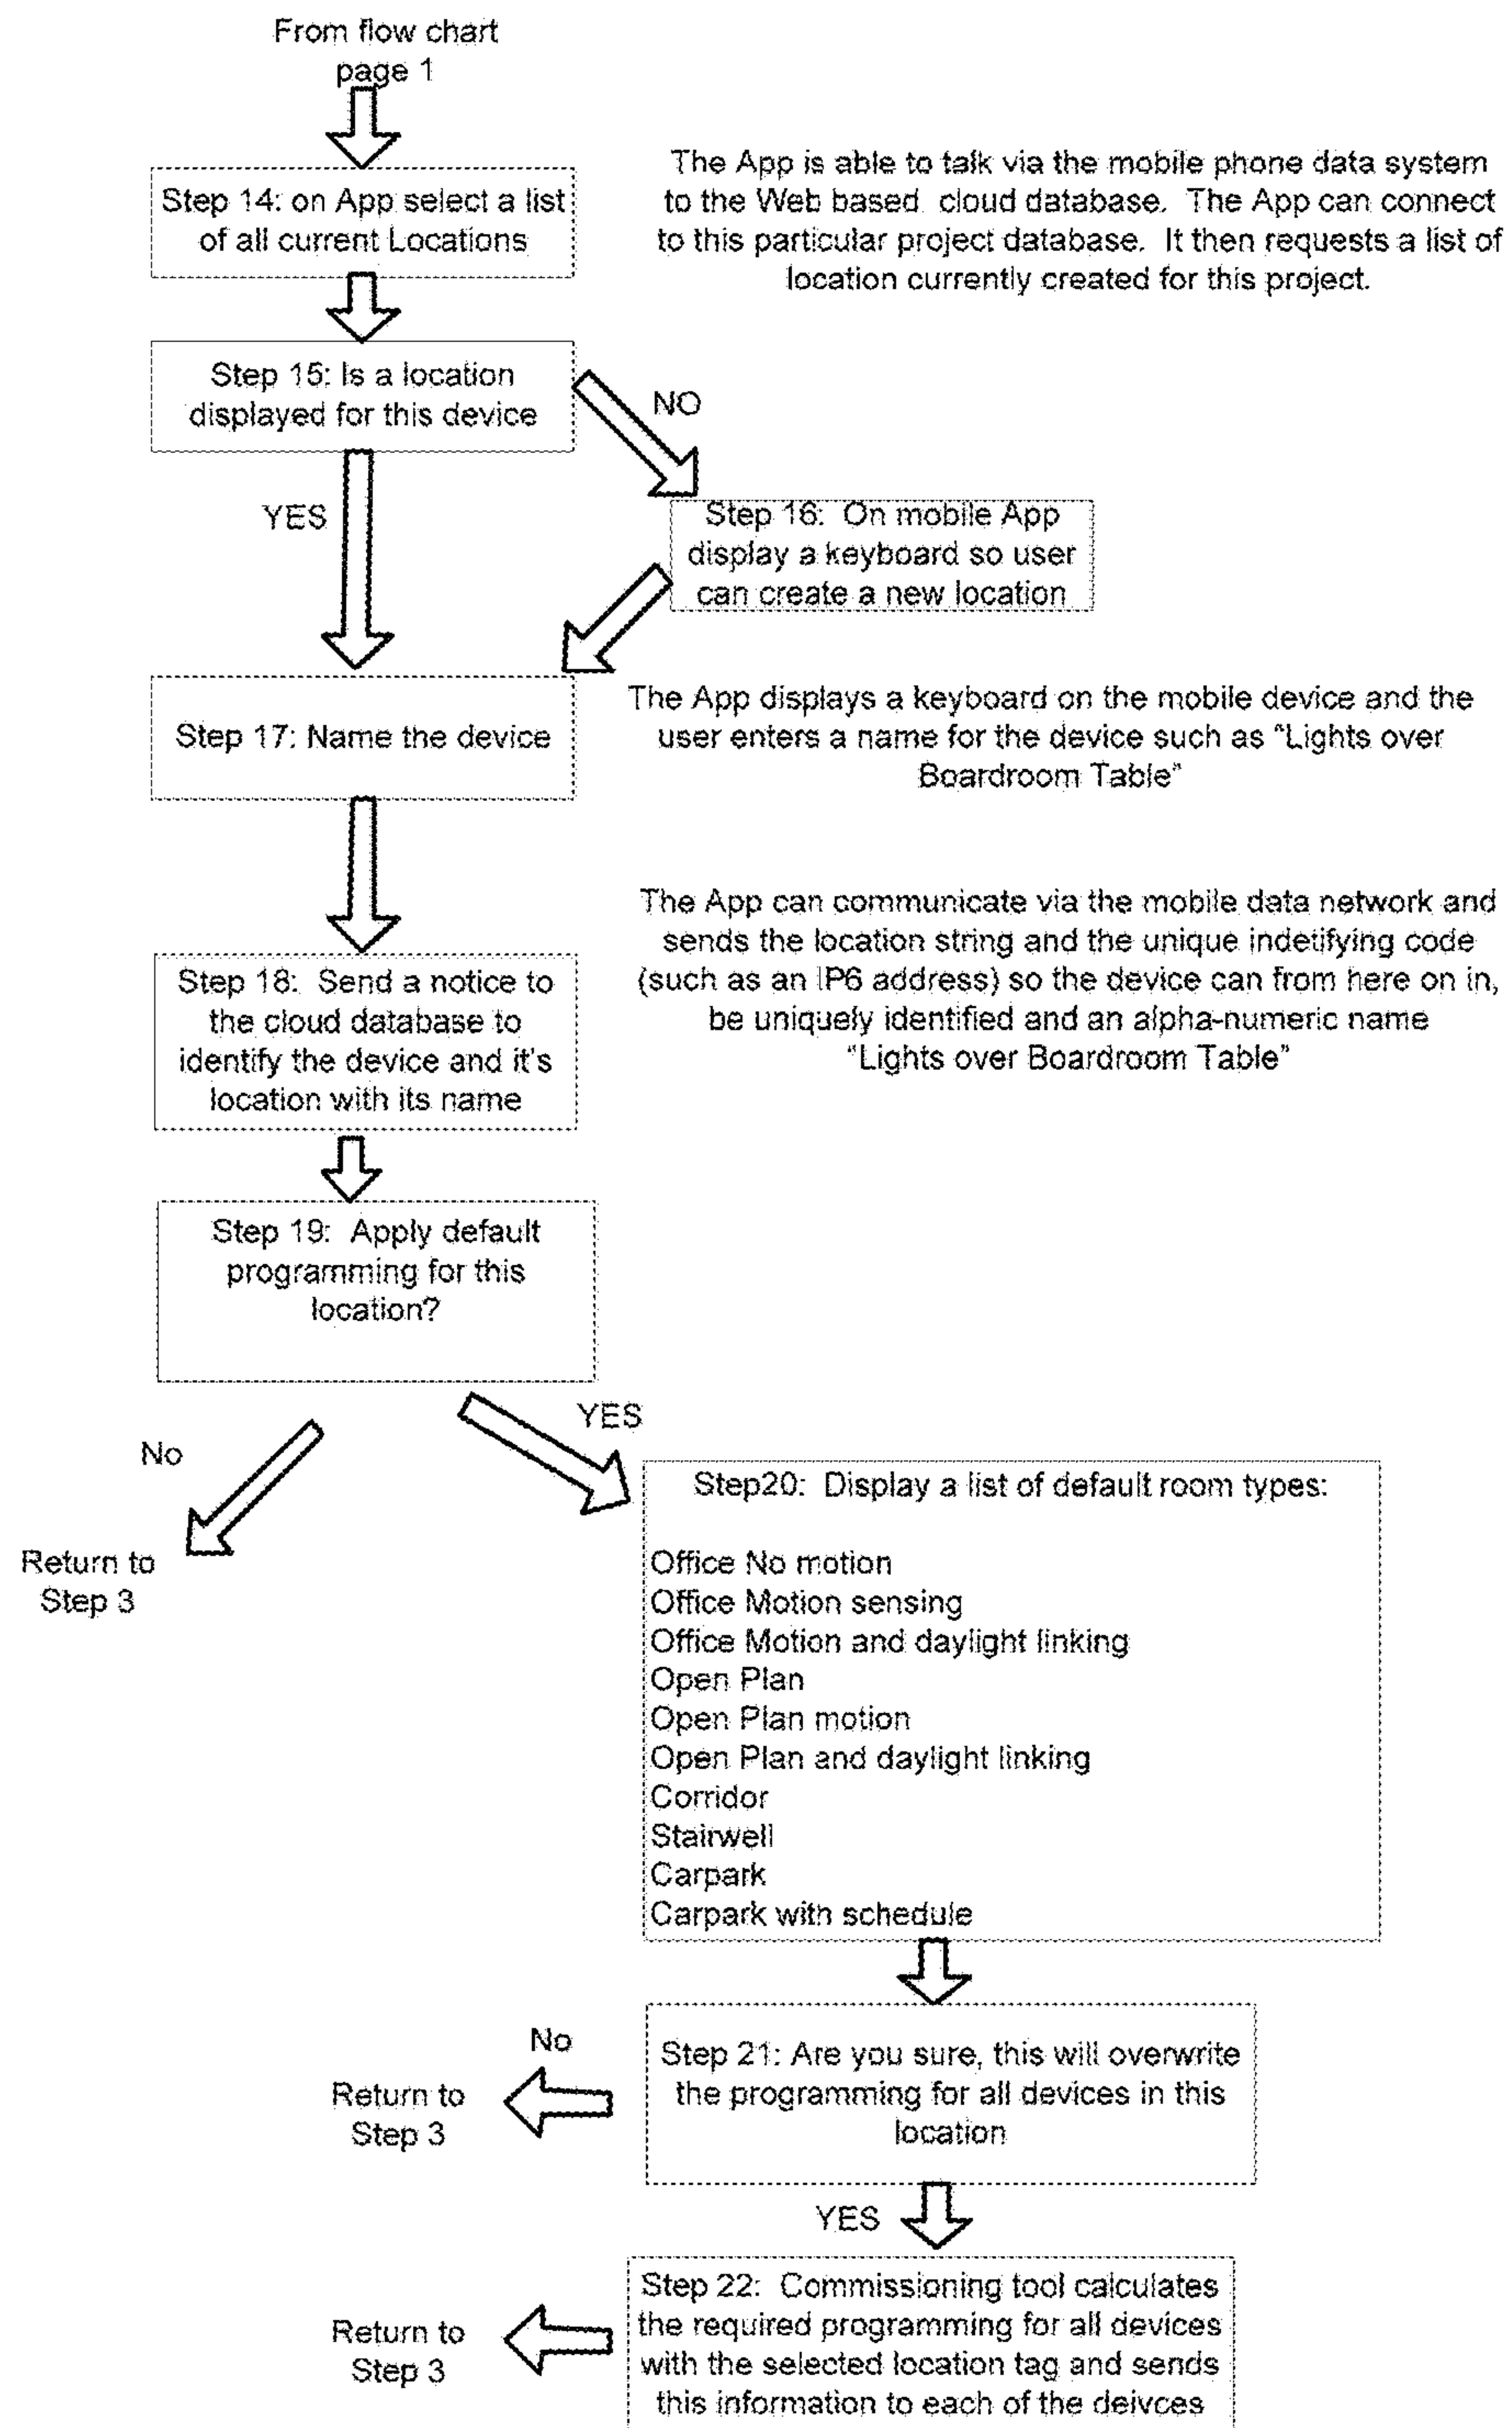 From flow chart
page 1
Step 14: on App select a list
of all current Locations
The App is able to talk via the mobile phone data system
to the Web based cloud database. The App can connect
to this particular project database. It then requests a list of
location currently created for this project.
Step 15: Is a location
displayed for this device
NO
YES
Step 16: On mobile App
display a keyboard so user
can create a new location
Step 17: Name the device
The App displays a keyboard on the mobile device and the
user enters a name for the device such as “Lights over
Boardroom Table”
The App can communicate via the mobile data network and
sends the location string and the unique indetifying code
(such as an IP6 address) so the device can from here on in,
be uniquely identified and an alpha-numeric name
“Lights over Boardroom Table”
Step 18: Send a notice to
the cloud database to
identify the device and it's
location with its name
Step 19: Apply default
programming for this
location?
YES
No
Return to
Step 3
Step20: Display a list of default room types:
Office No motion
Office Motion sensing
Office Motion and daylight linking
Open Plan
Open Plan motion
Open Plan and daylight linking
Corridor
Stairwell
Carpark
Carpark with schedule
No
Return to
Step 3
Step 21: Are you sure, this will overwrite
the programming for all devices in this
location
YES
Step 22: Commissioning tool calculates
the required programming for all devices
with the selected location tag and sends
this information to each of the deivces
Return to
Step 3